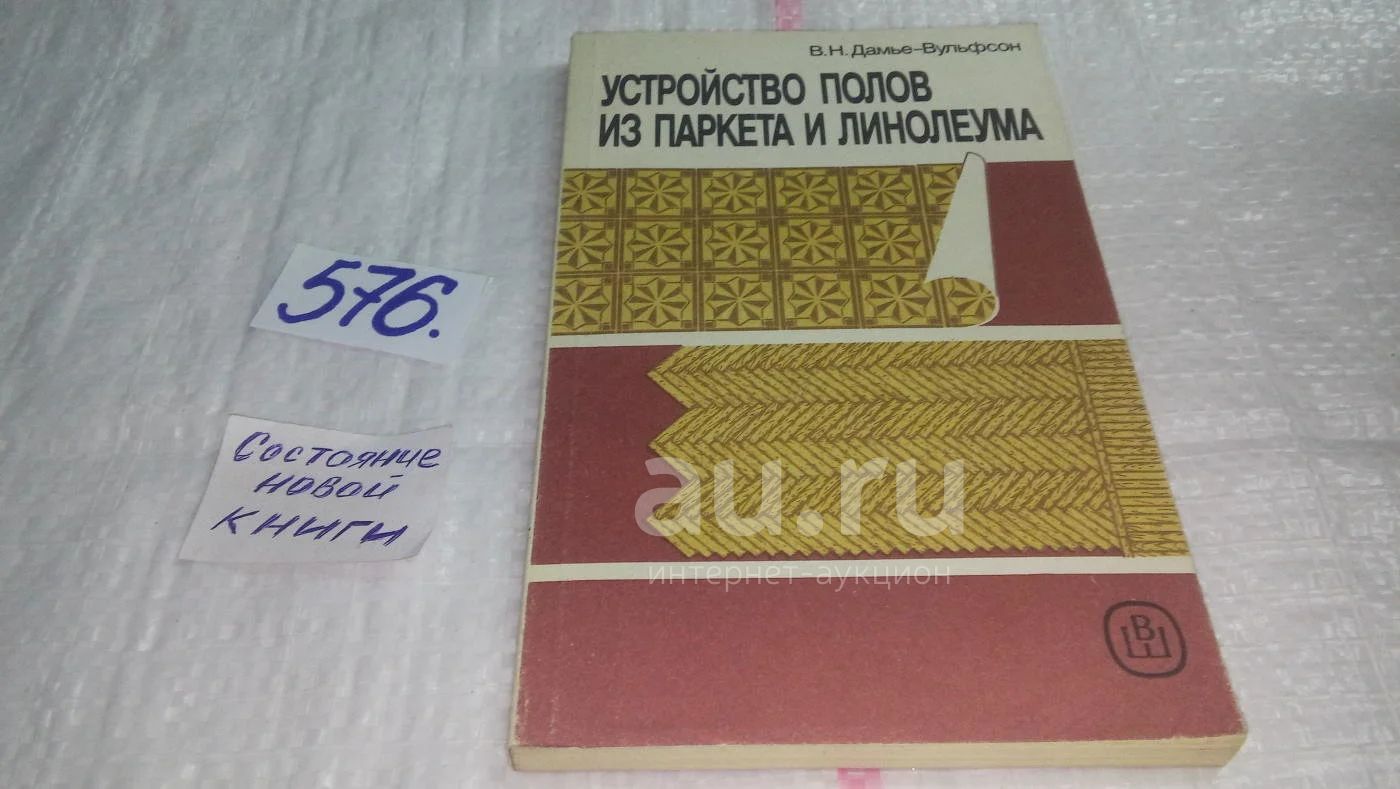 В.Н. Дамье-Вульфсон
УСТРОЙСТВО ПОЛОВ
ИЗ ПАРКЕТА И ЛИНОЛЕУМА
576.
Состояние
новой
книги
au.ru
интернет-аукцион
ВШ